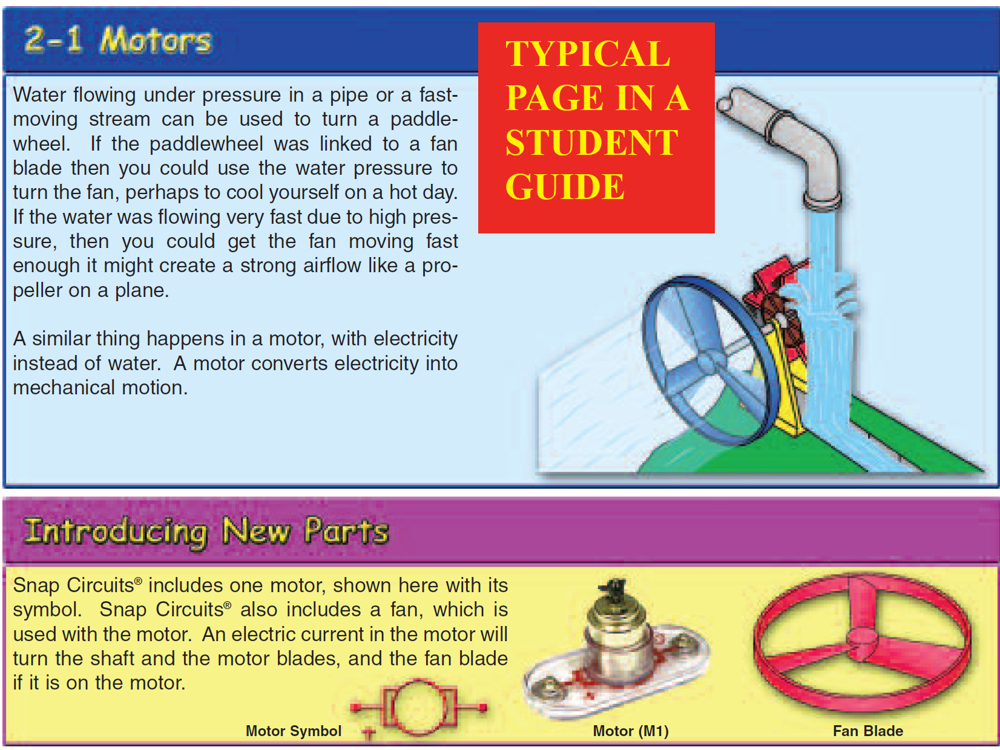 2-1 Motors
TYPICAL
PAGE IN A
STUDENT
GUIDE
Water flowing under pressure in a pipe or a fast-
moving stream can be used to turn a paddle-
wheel. If the paddlewheel was linked to a fan
blade then you could use the water pressure to
turn the fan, perhaps to cool yourself on a hot day.
If the water was flowing very fast due to high pres-
sure, then you could get the fan moving fast
enough it might create a strong airflow like a pro-
peller on a plane.
A similar thing happens in a motor, with electricity
instead of water. A motor converts electricity into
mechanical motion.
Introducing New Parts
Snap Circuits® includes one motor, shown here with its
symbol. Snap Circuits® also includes a fan, which is
used with the motor. An electric current in the motor will
turn the shaft and the motor blades, and the fan blade
if it is on the motor.
Motor Symbol
+
Motor (M1)
Fan Blade